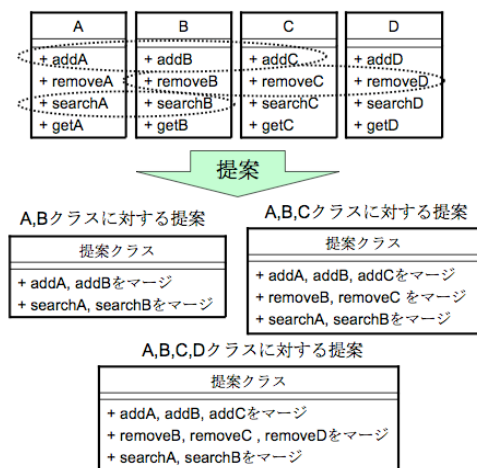 A B C D
+ addA + addB + addC + addD
+ removeA + removeB + removeC + removeD
+ searchA + searchB + searchC + searchD
+ getA + getB + getC + getD
提案
A,Bクラスに対する提案
提案クラス
+ addA, addBをマージ
+ searchA, searchBをマージ
A,B,Cクラスに対する提案
提案クラス
+ addA, addB, addCをマージ
+ removeB, removeC をマージ
+ searchA, searchBをマージ
A,B,C,Dクラスに対する提案
提案クラス
+ addA, addB, addCをマージ
+ removeB, removeC , removeDをマージ
+ searchA, searchBをマージ